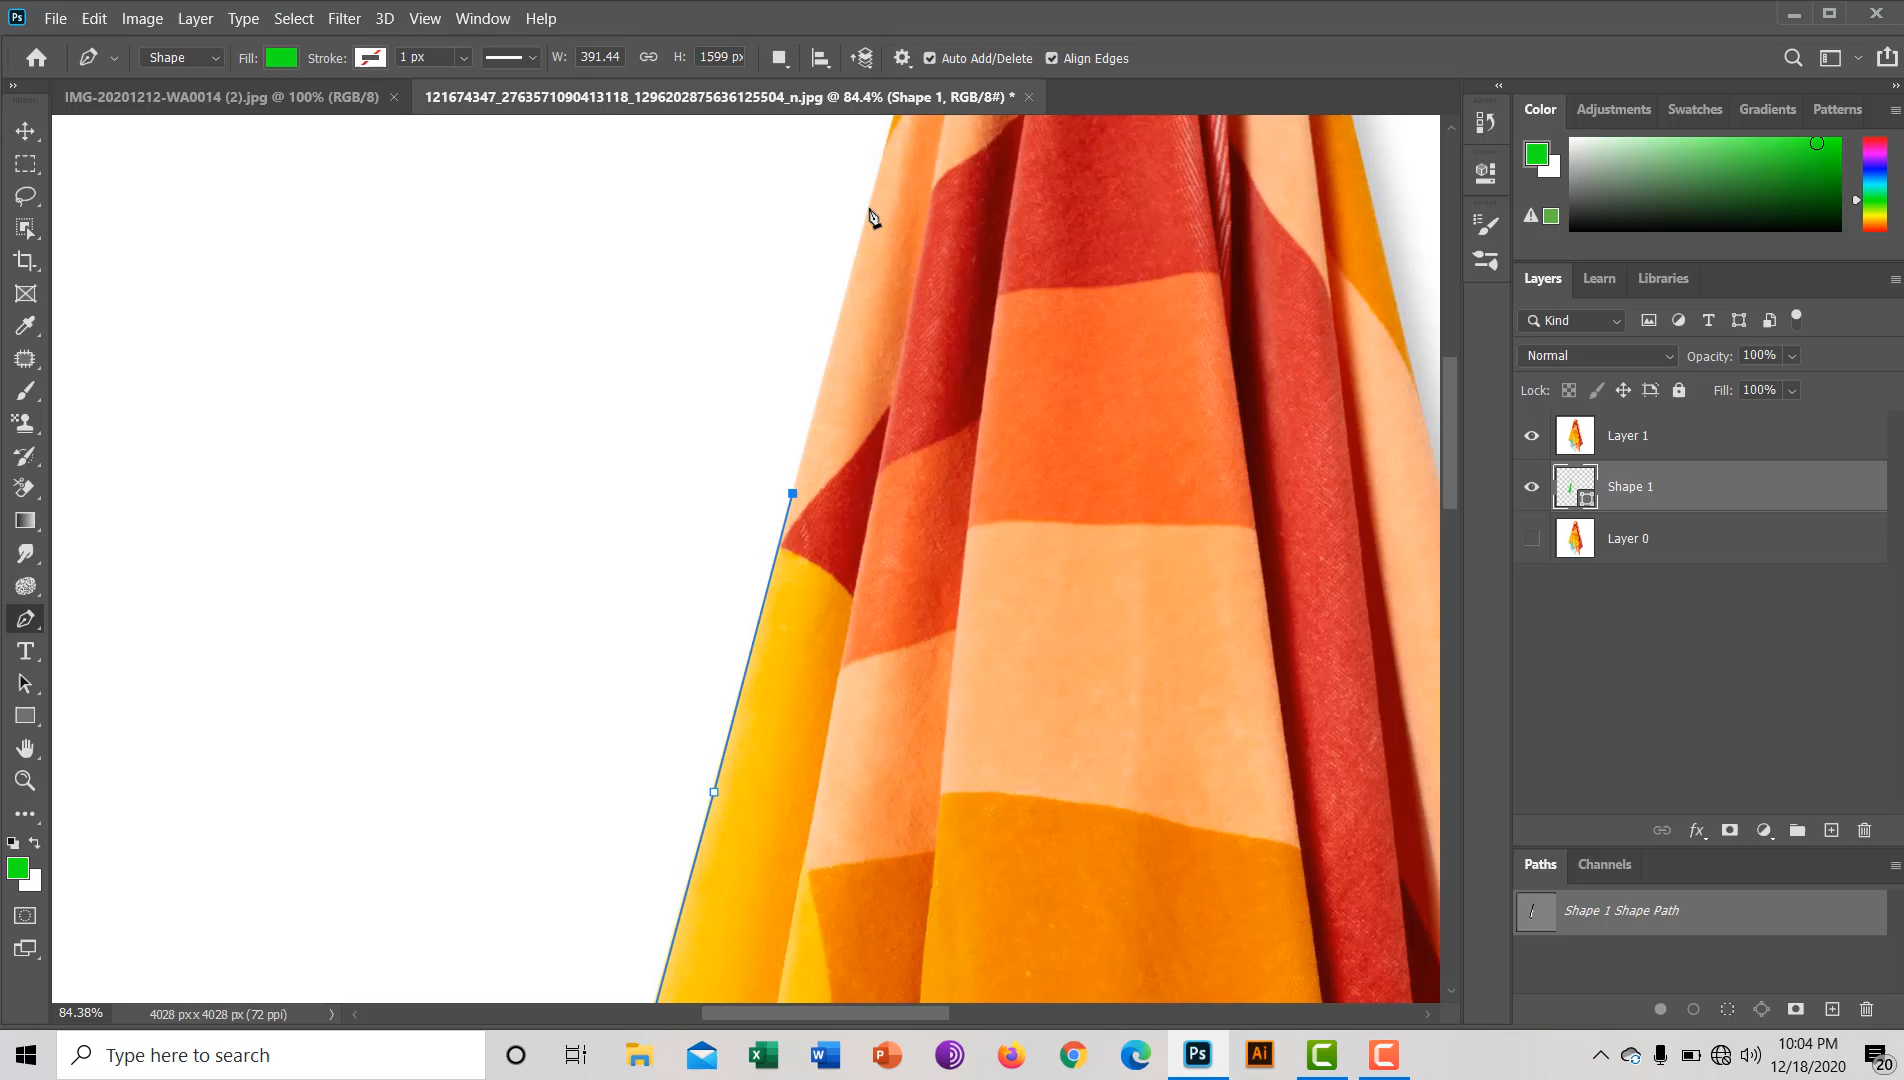 Ps File Edit Image Layer Type Select Filter 3D View Window Help
Shape Fill: Stroke: 1 px W: 391.44 H: 1599 px Auto Add/Delete Align Edges
IMG-20201212-WA0014 (2).jpg @ 100% (RGB/8) × 121674347_2763571090413118_1296202875636125504_n.jpg @ 84.4% (Shape 1, RGB/8#) * ×
Color Adjustments Swatches Gradients Patterns
Layers Learn Libraries
Kind
Normal Opacity: 100%
Lock: Fill: 100%
Layer 1
Shape 1
Layer 0
fx
Paths Channels
Shape 1 Shape Path
84.38% 4028 px x 4028 px (72 ppi)
Type here to search
Ps Ai
10:04 PM
12/18/2020
20